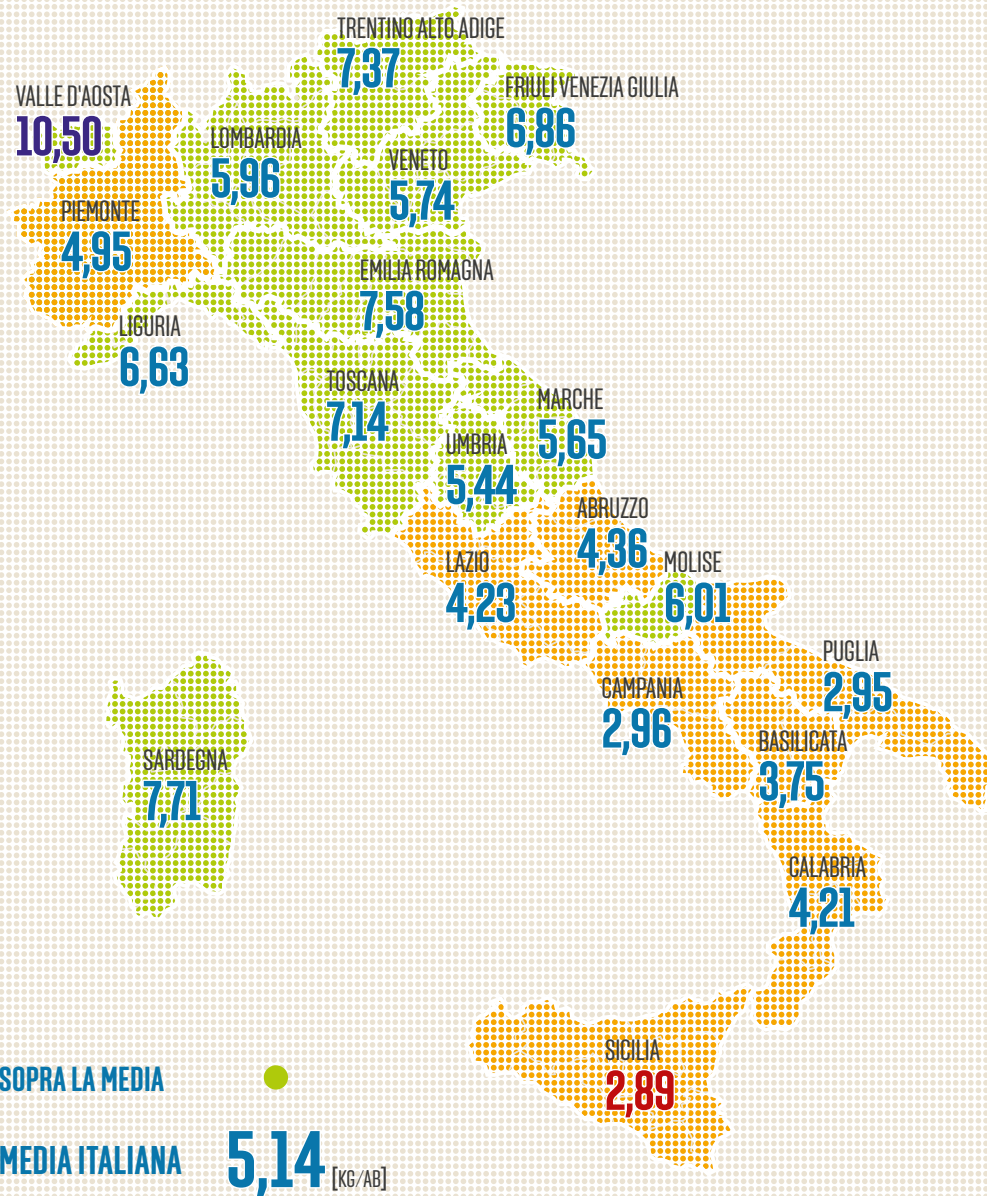 TRENTINO ALTO ADIGE
7,37
FRIULI VENEZIA GIULIA
6,86
VALLE D'AOSTA
10,50
LOMBARDIA
5,96
VENETO
5,74
PIEMONTE
4,95
EMILIA ROMAGNA
7,58
LIGURIA
6,63
TOSCANA
7,14
MARCHE
5,65
UMBRIA
5,44
ABRUZZO
4,36
LAZIO
4,23
MOLISE
6,01
PUGLIA
2,95
CAMPANIA
2,96
BASILICATA
3,75
SARDEGNA
7,71
CALABRIA
4,21
SICILIA
2,89
SOPRA LA MEDIA
MEDIA ITALIANA 5,14 [KG/AB]